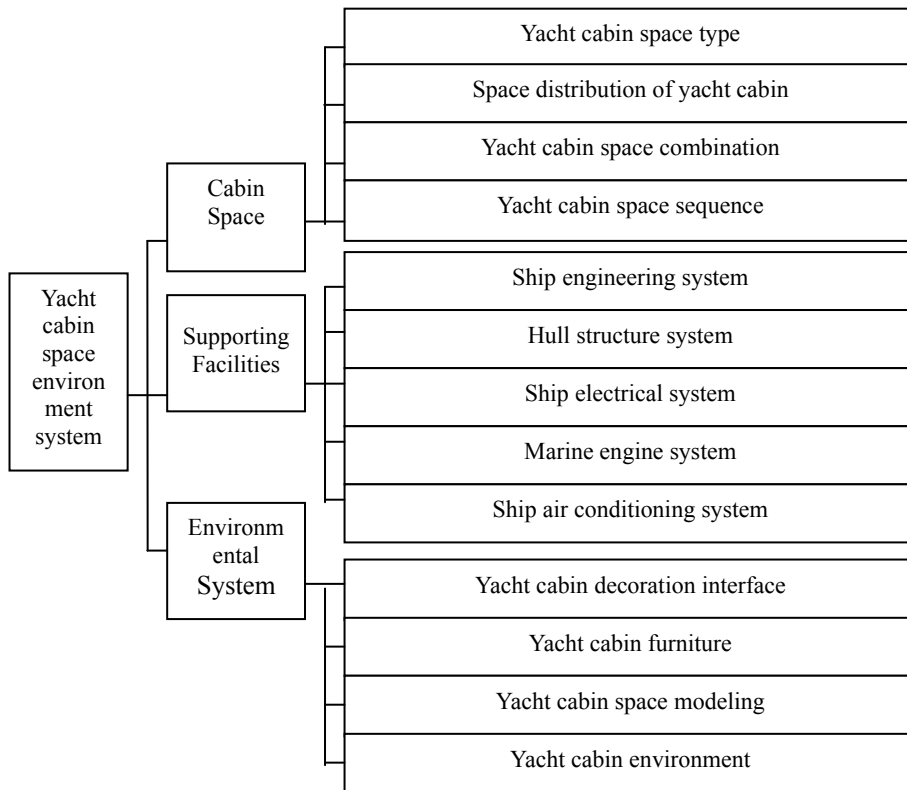 Yacht
cabin
space
environ
ment
system
Cabin
Space
Yacht cabin space type
Space distribution of yacht cabin
Yacht cabin space combination
Yacht cabin space sequence
Supporting
Facilities
Ship engineering system
Hull structure system
Ship electrical system
Marine engine system
Ship air conditioning system
Environm
ental
System
Yacht cabin decoration interface
Yacht cabin furniture
Yacht cabin space modeling
Yacht cabin environment